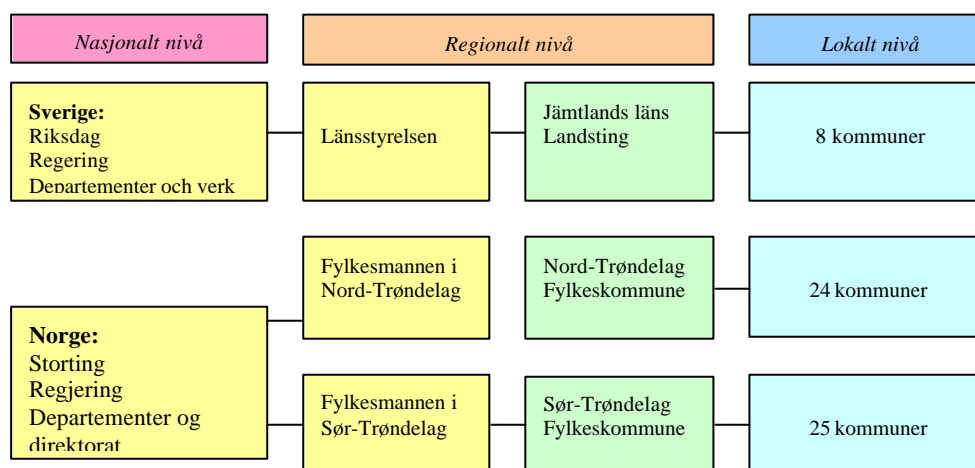 Nasjonalt nivå
Regionalt nivå
Lokalt nivå
Sverige:
Riksdag
Regering
Departementer och verk
Länsstyrelsen
Jämtlands läns
Landsting
8 kommuner
Fylkesmannen i
Nord-Trøndelag
Nord-Trøndelag
Fylkeskommune
24 kommuner
Norge:
Storting
Regjering
Departementer og
direktorat
Fylkesmannen i
Sør-Trøndelag
Sør-Trøndelag
Fylkeskommune
25 kommuner